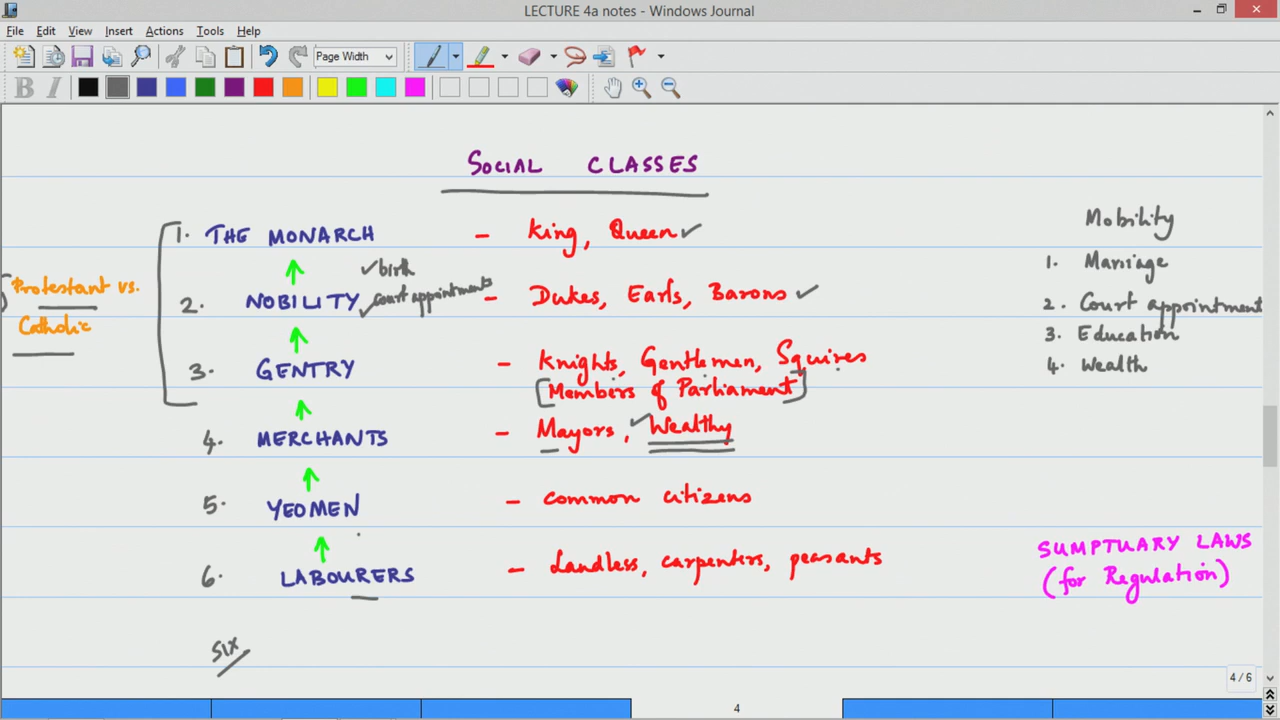 LECTURE 4a notes - Windows Journal
File Edit View Insert Actions Tools Help
Page Width
B I
SOCIAL CLASSES
1. THE MONARCH - King, Queen
birth
2. NOBILITY court appointments - Dukes, Earls, Barons
3. GENTRY - Knights, Gentlemen, Squires
[Members of Parliament]
4. MERCHANTS - Mayors, Wealthy
5. YEOMEN - common citizens
6. LABOURERS - Landless, carpenters, peasants
six
Protestant vs.
Catholic
Mobility
1. Marriage
2. Court appointment
3. Education
4. Wealth
SUMPTUARY LAWS
(for Regulation)
4 / 6
4